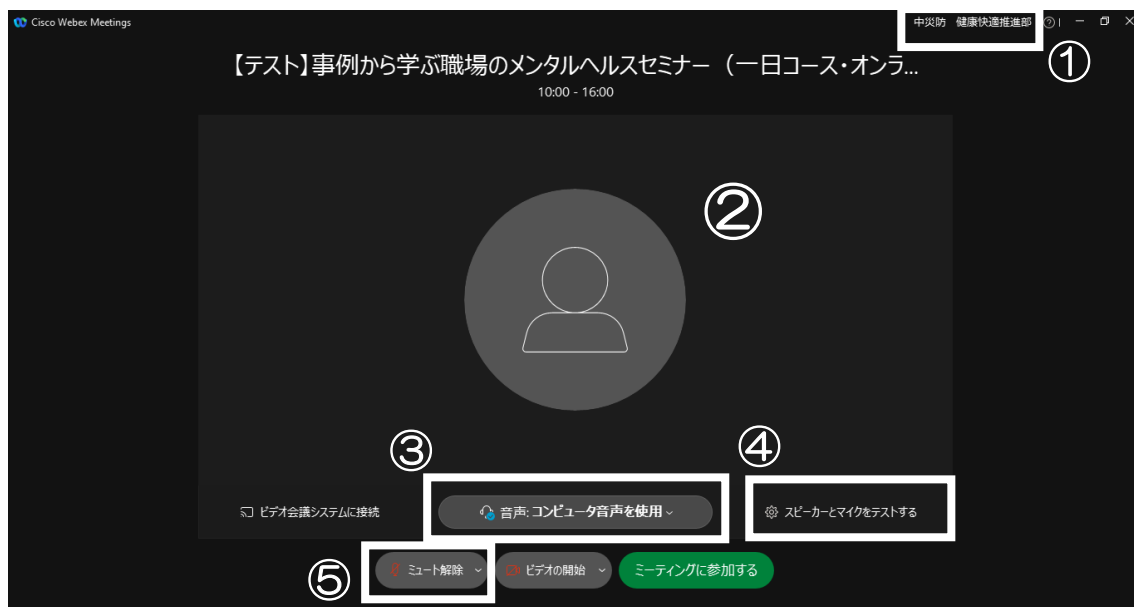 Cisco Webex Meetings
中災防 健康快適推進部
①
【テスト】事例から学ぶ職場のメンタルヘルスセミナー（一日コース・オンラ...
10:00 - 16:00
②
③
④
ビデオ会議システムに接続
音声: コンピュータ音声を使用
スピーカーとマイクをテストする
⑤
ミュート解除
ビデオの開始
ミーティングに参加する